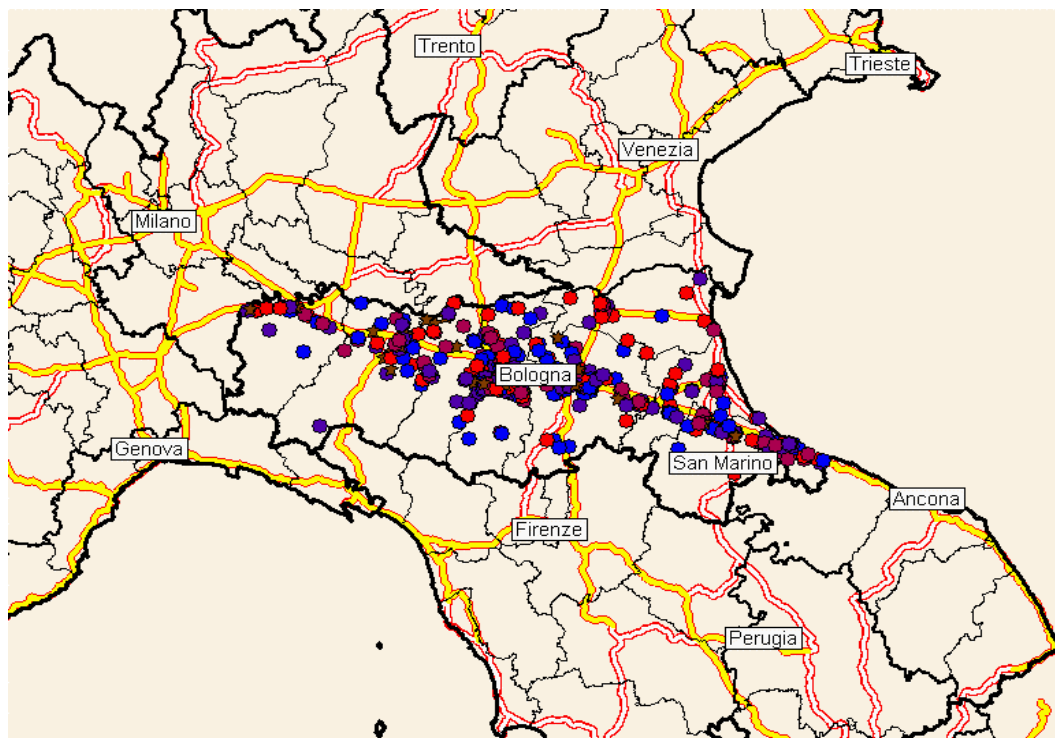 Trento
Trieste
Venezia
Milano
Bologna
Genova
San Marino
Ancona
Firenze
Perugia